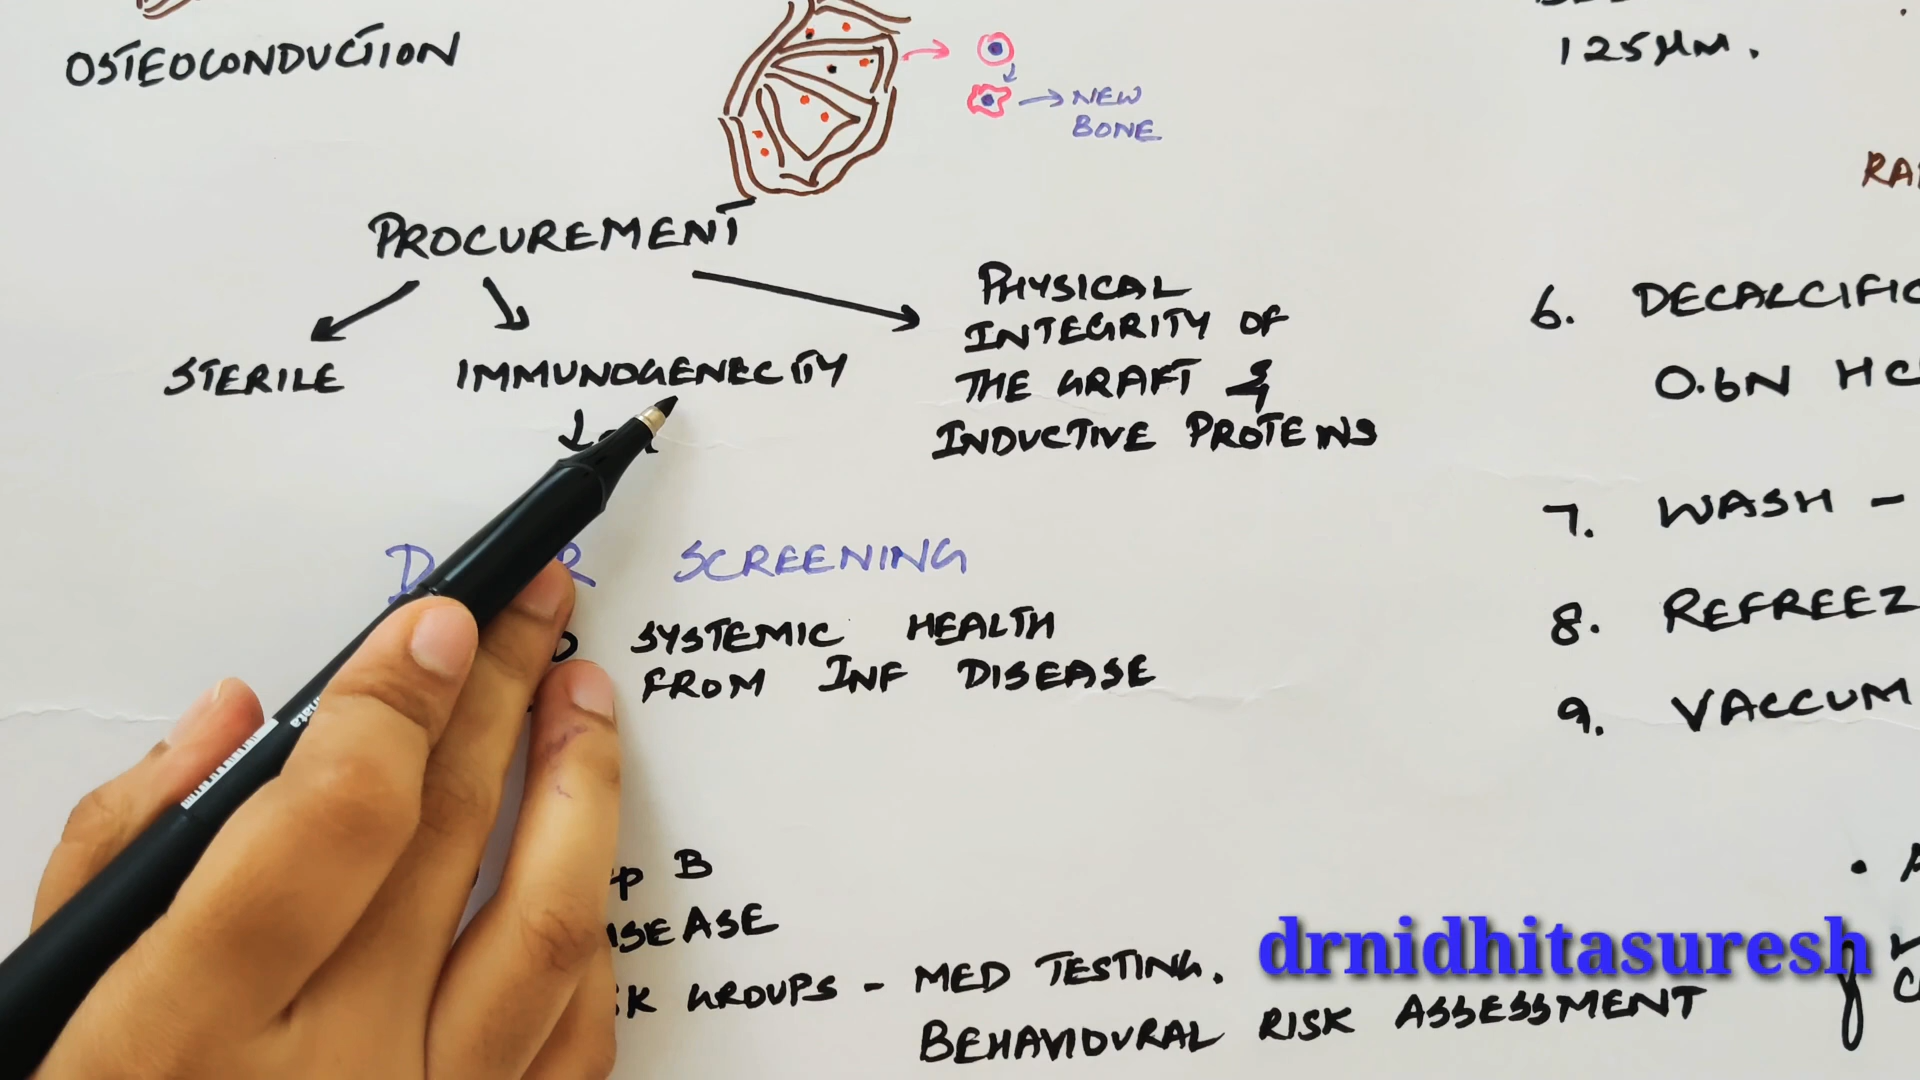 OSTEOCONDUCTION
NEW
BONE
125µM.
PROCUREMENT
STERILE
IMMUNOGENECITY
PHYSICAL
INTEGRITY OF
THE GRAFT &
INDUCTIVE PROTEINS
SCREENING
SYSTEMIC HEALTH
FROM INF DISEASE
B
GROUPS - MED TESTING.
BEHAVIOURAL RISK ASSESSMENT
6. DECALCIFIC
0.6N HC
7. WASH -
8. REFREEZ
9. VACCUM
drnidhitasuresh